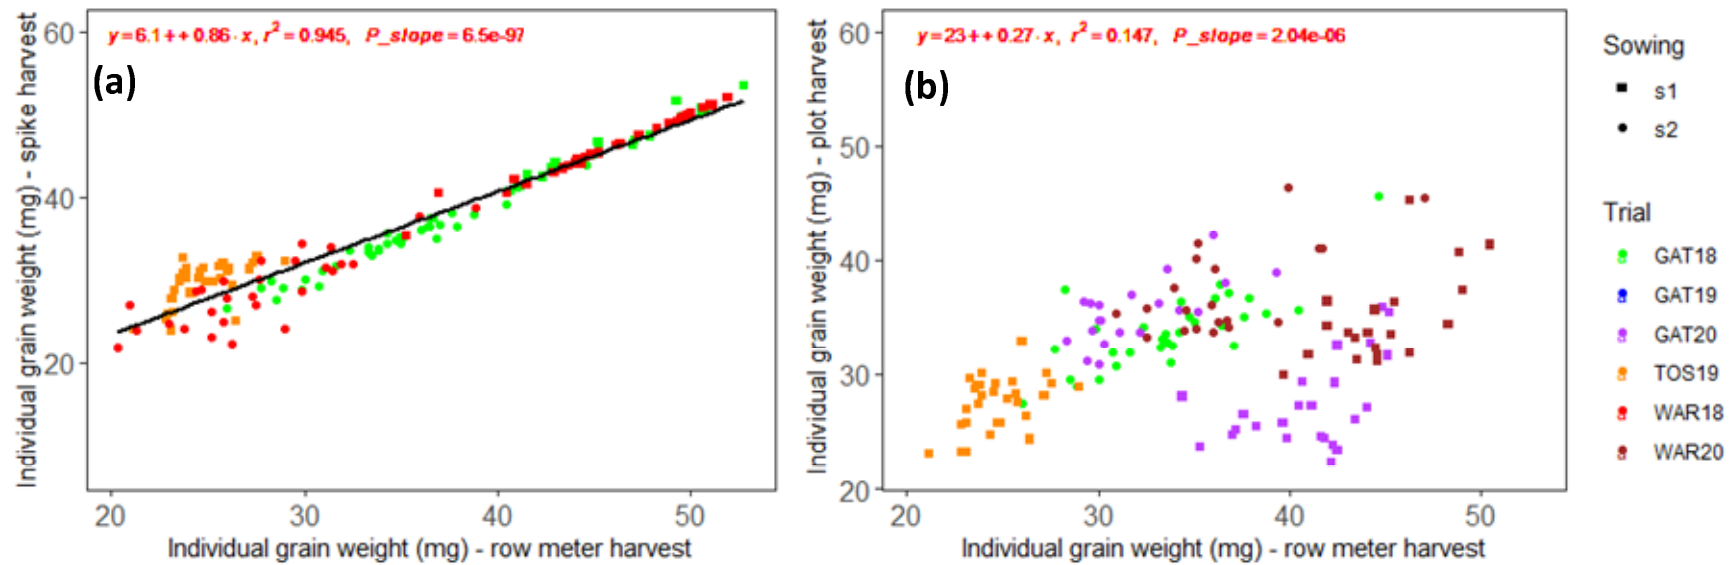 y = 6.1 + + 0.86 · x, r² = 0.945, P_slope = 6.5e-97
(a)
Individual grain weight (mg) - spike harvest
60
40
20
20 30 40 50
Individual grain weight (mg) - row meter harvest
y = 23 + + 0.27 · x, r² = 0.147, P_slope = 2.04e-06
(b)
Individual grain weight (mg) - plot harvest
60
50
40
30
20
20 30 40 50
Individual grain weight (mg) - row meter harvest
Sowing
s1
s2
Trial
GAT18
GAT19
GAT20
TOS19
WAR18
WAR20